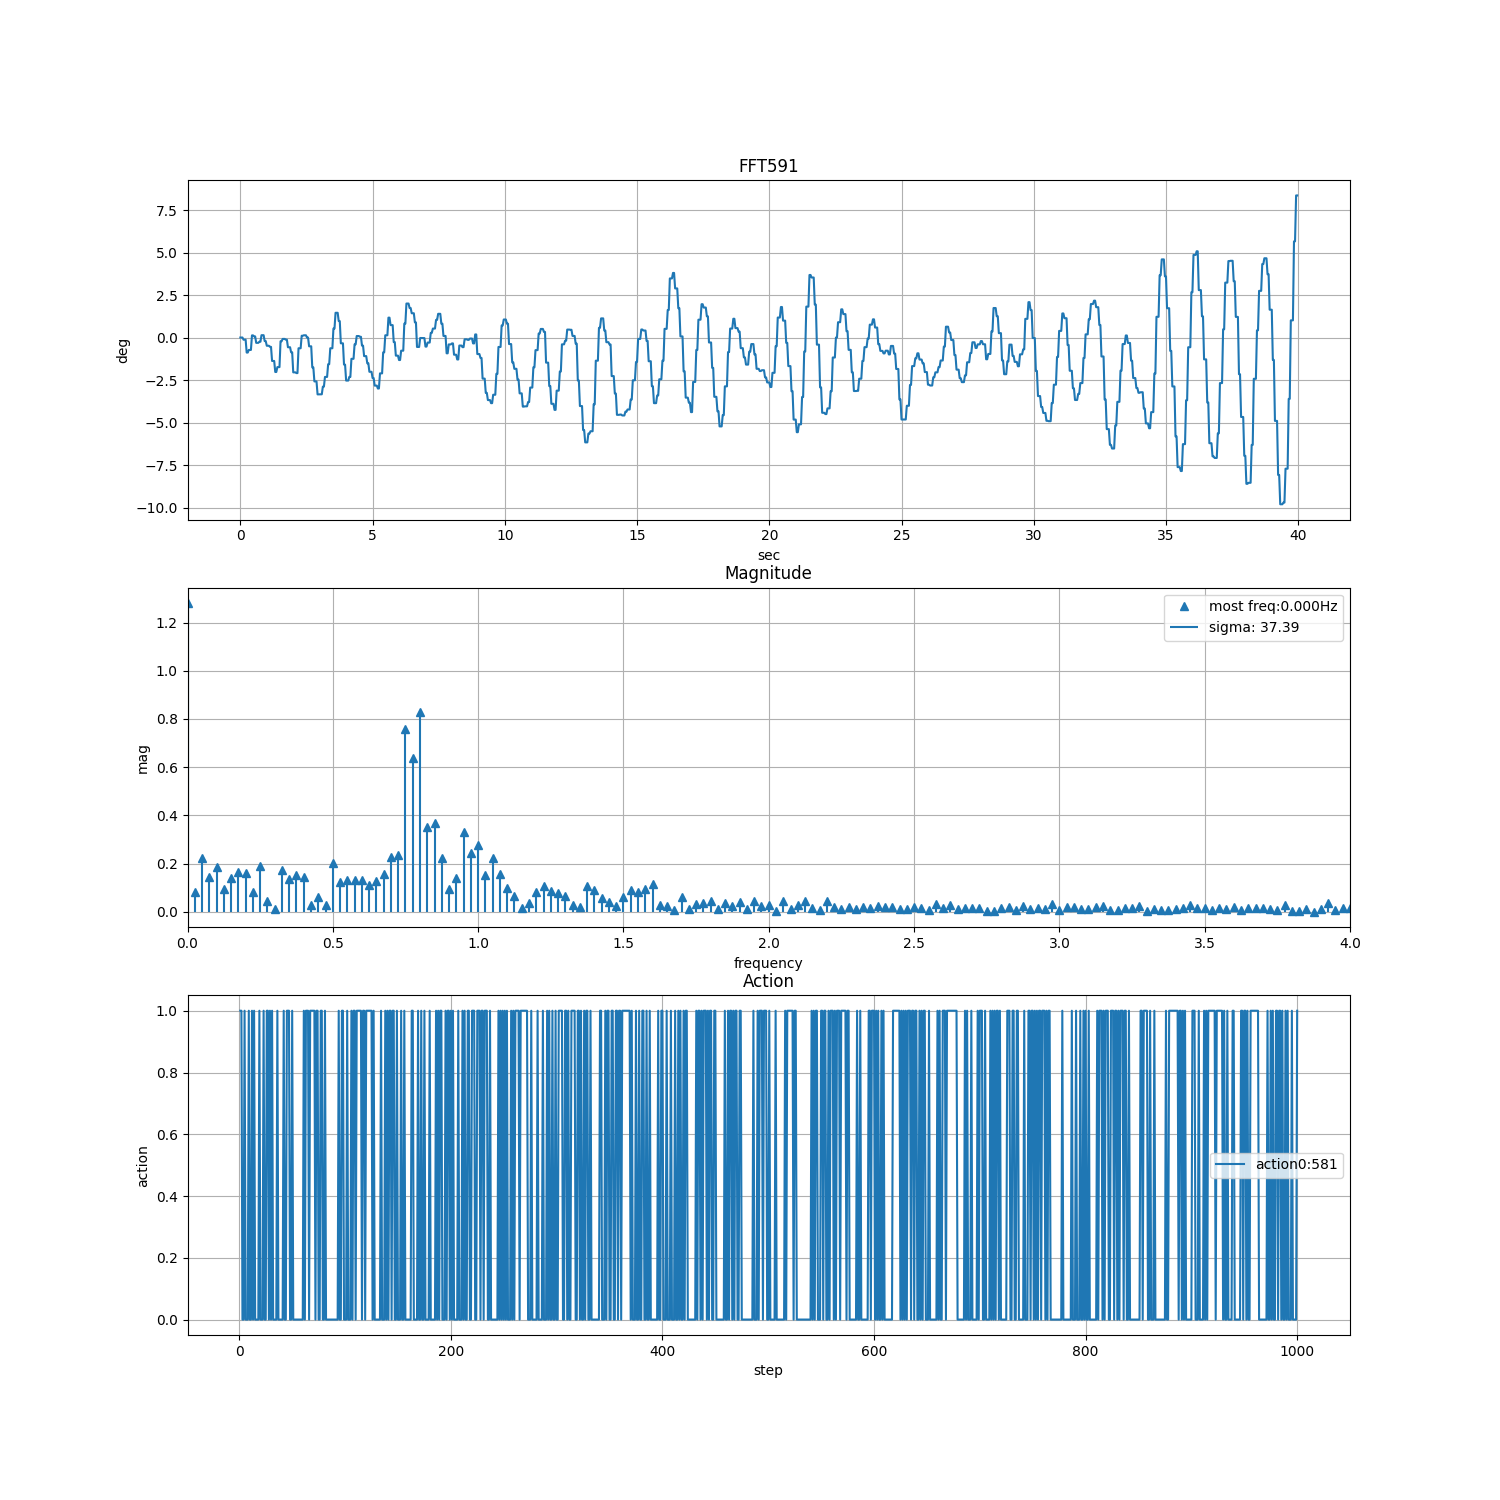 FFT591
7.5
5.0
2.5
0.0
−2.5
−5.0
−7.5
−10.0
deg
0 5 10 15 20 25 30 35 40
sec
Magnitude
most freq:0.000Hz
sigma: 37.39
1.2
1.0
0.8
0.6
0.4
0.2
0.0
mag
0.0 0.5 1.0 1.5 2.0 2.5 3.0 3.5 4.0
frequency
Action
1.0
0.8
0.6
0.4
0.2
0.0
action
action0:581
0 200 400 600 800 1000
step